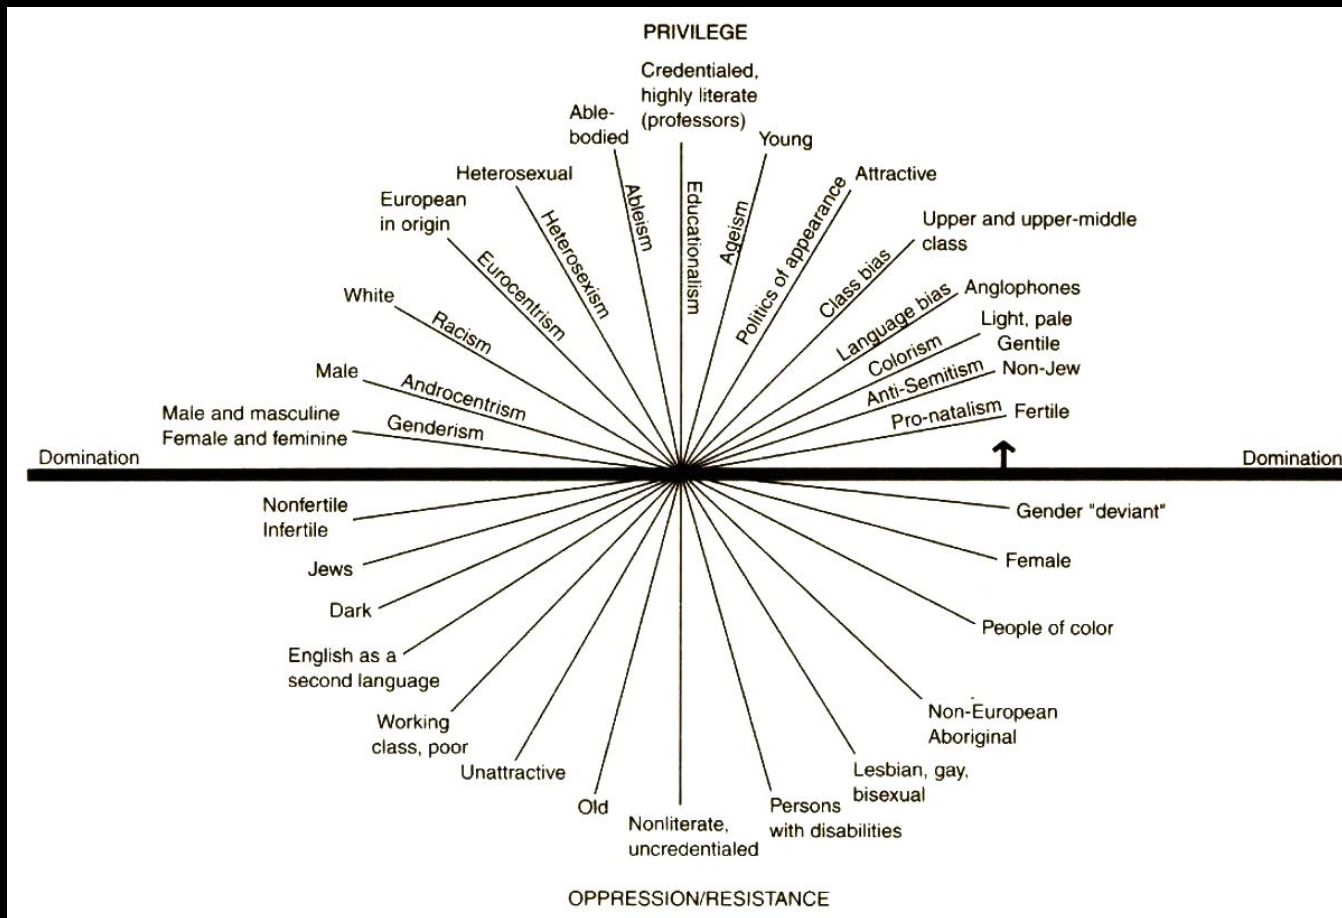 PRIVILEGE
Credentialed,
highly literate
(professors)
Able-
bodied
Young
Heterosexual
Attractive
European
in origin
Upper and upper-middle
class
White
Anglophones
Light, pale
Gentile
Non-Jew
Male
Male and masculine
Female and feminine
Fertile
Genderism
Androcentrism
Racism
Eurocentrism
Heterosexism
Ableism
Educationalism
Ageism
Politics of appearance
Class bias
Language bias
Colorism
Anti-Semitism
Pro-natalism
Domination
Domination
Nonfertile
Infertile
Gender "deviant"
Jews
Female
Dark
People of color
English as a
second language
Non-European
Aboriginal
Working
class, poor
Unattractive
Lesbian, gay,
bisexual
Old
Persons
with disabilities
Nonliterate,
uncredentialed
OPPRESSION/RESISTANCE